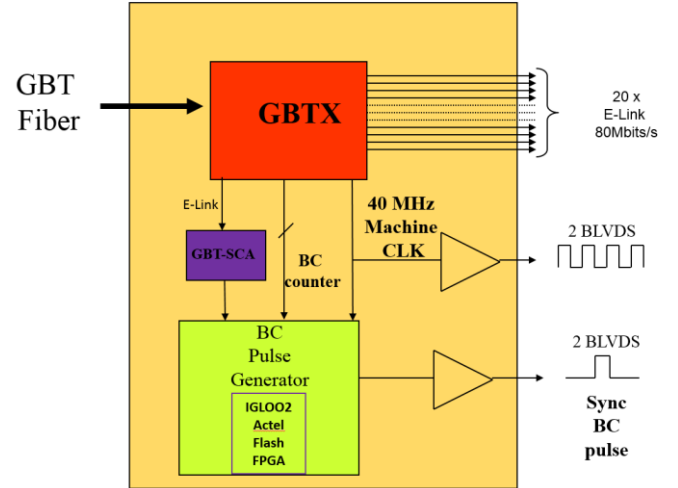 GBT
Fiber
GBTX
20 x
E-Link
80Mbits/s
E-Link
40 MHz
Machine
CLK
2 BLVDS
GBT-SCA
BC
counter
BC
Pulse
Generator
IGLOO2
Actel
Flash
FPGA
2 BLVDS
Sync
BC
pulse